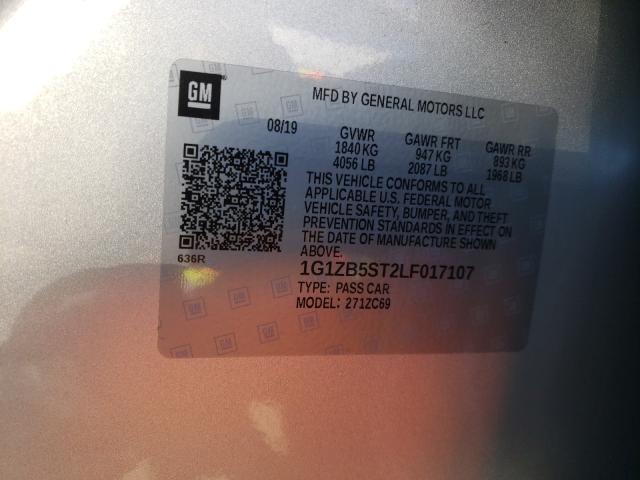 GM
MFD BY GENERAL MOTORS LLC
08/19
GVWR
1840 KG
4056 LB
GAWR FRT
947 KG
2087 LB
GAWR RR
893 KG
1968 LB
THIS VEHICLE CONFORMS TO ALL
APPLICABLE U.S. FEDERAL MOTOR
VEHICLE SAFETY, BUMPER, AND THEFT
PREVENTION STANDARDS IN EFFECT ON
THE DATE OF MANUFACTURE SHOWN
ABOVE.
636R
1G1ZB5ST2LF017107
TYPE: PASS CAR
MODEL: 271ZC69